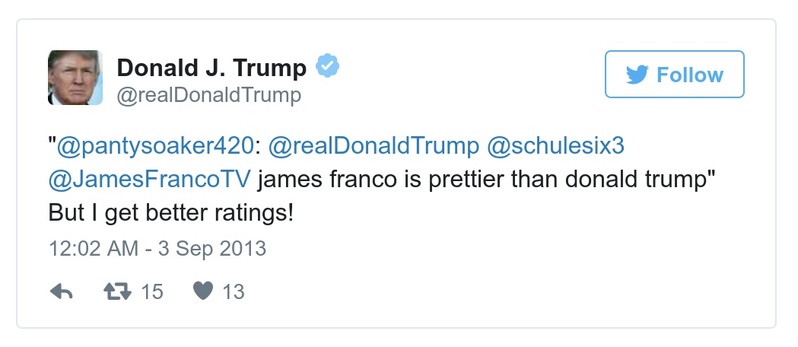 Donald J. Trump
@realDonaldTrump
Follow
"@pantysoaker420: @realDonaldTrump @schulesix3
@JamesFrancoTV james franco is prettier than donald trump"
But I get better ratings!
12:02 AM - 3 Sep 2013
15 13